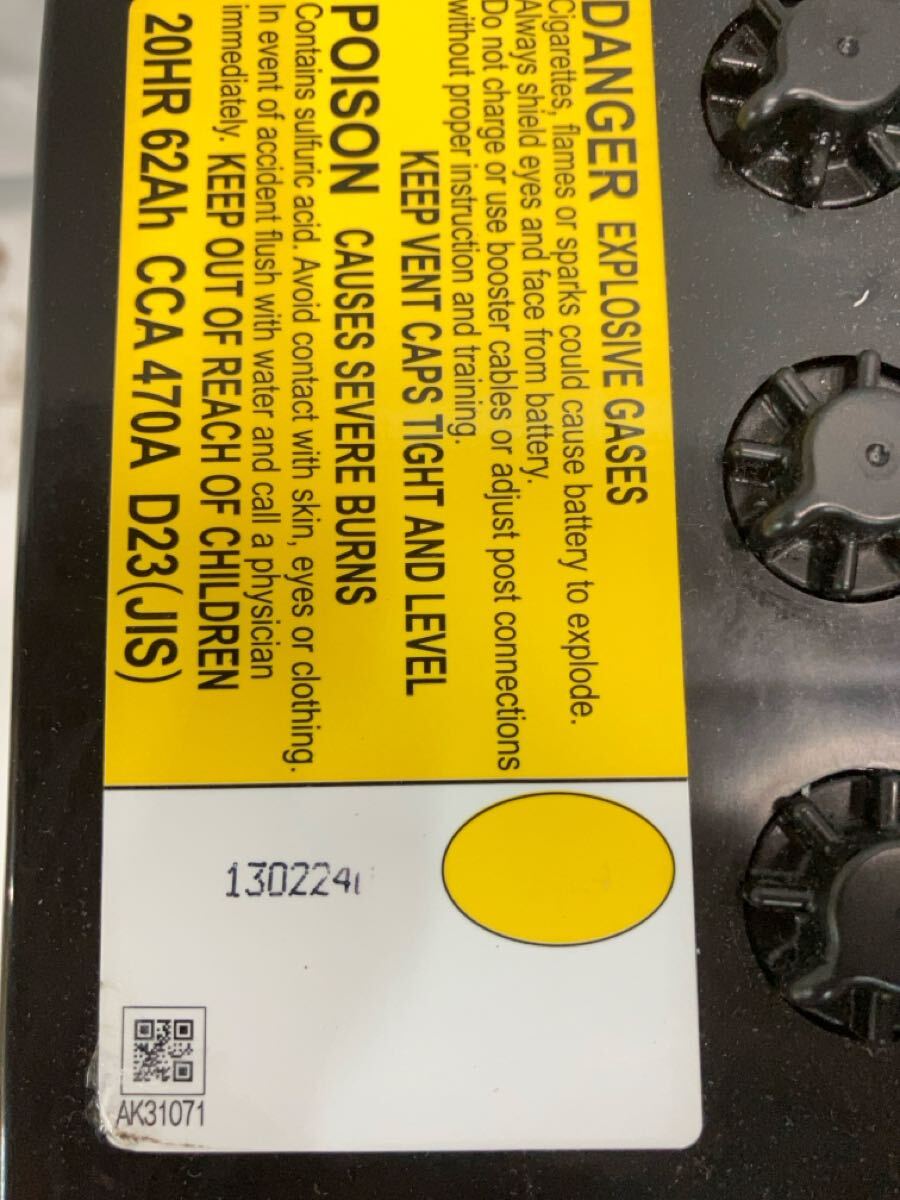 DANGER EXPLOSIVE GASES
Cigarettes, flames or sparks could cause battery to explode.
Always shield eyes and face from battery.
Do not charge or use booster cables or adjust post connections
without proper instruction and training.
KEEP VENT CAPS TIGHT AND LEVEL
POISON CAUSES SEVERE BURNS
Contains sulfuric acid. Avoid contact with skin, eyes or clothing.
In event of accident flush with water and call a physician
immediately. KEEP OUT OF REACH OF CHILDREN
20HR 62Ah CCA 470A D23(JIS)
130224
AK31071